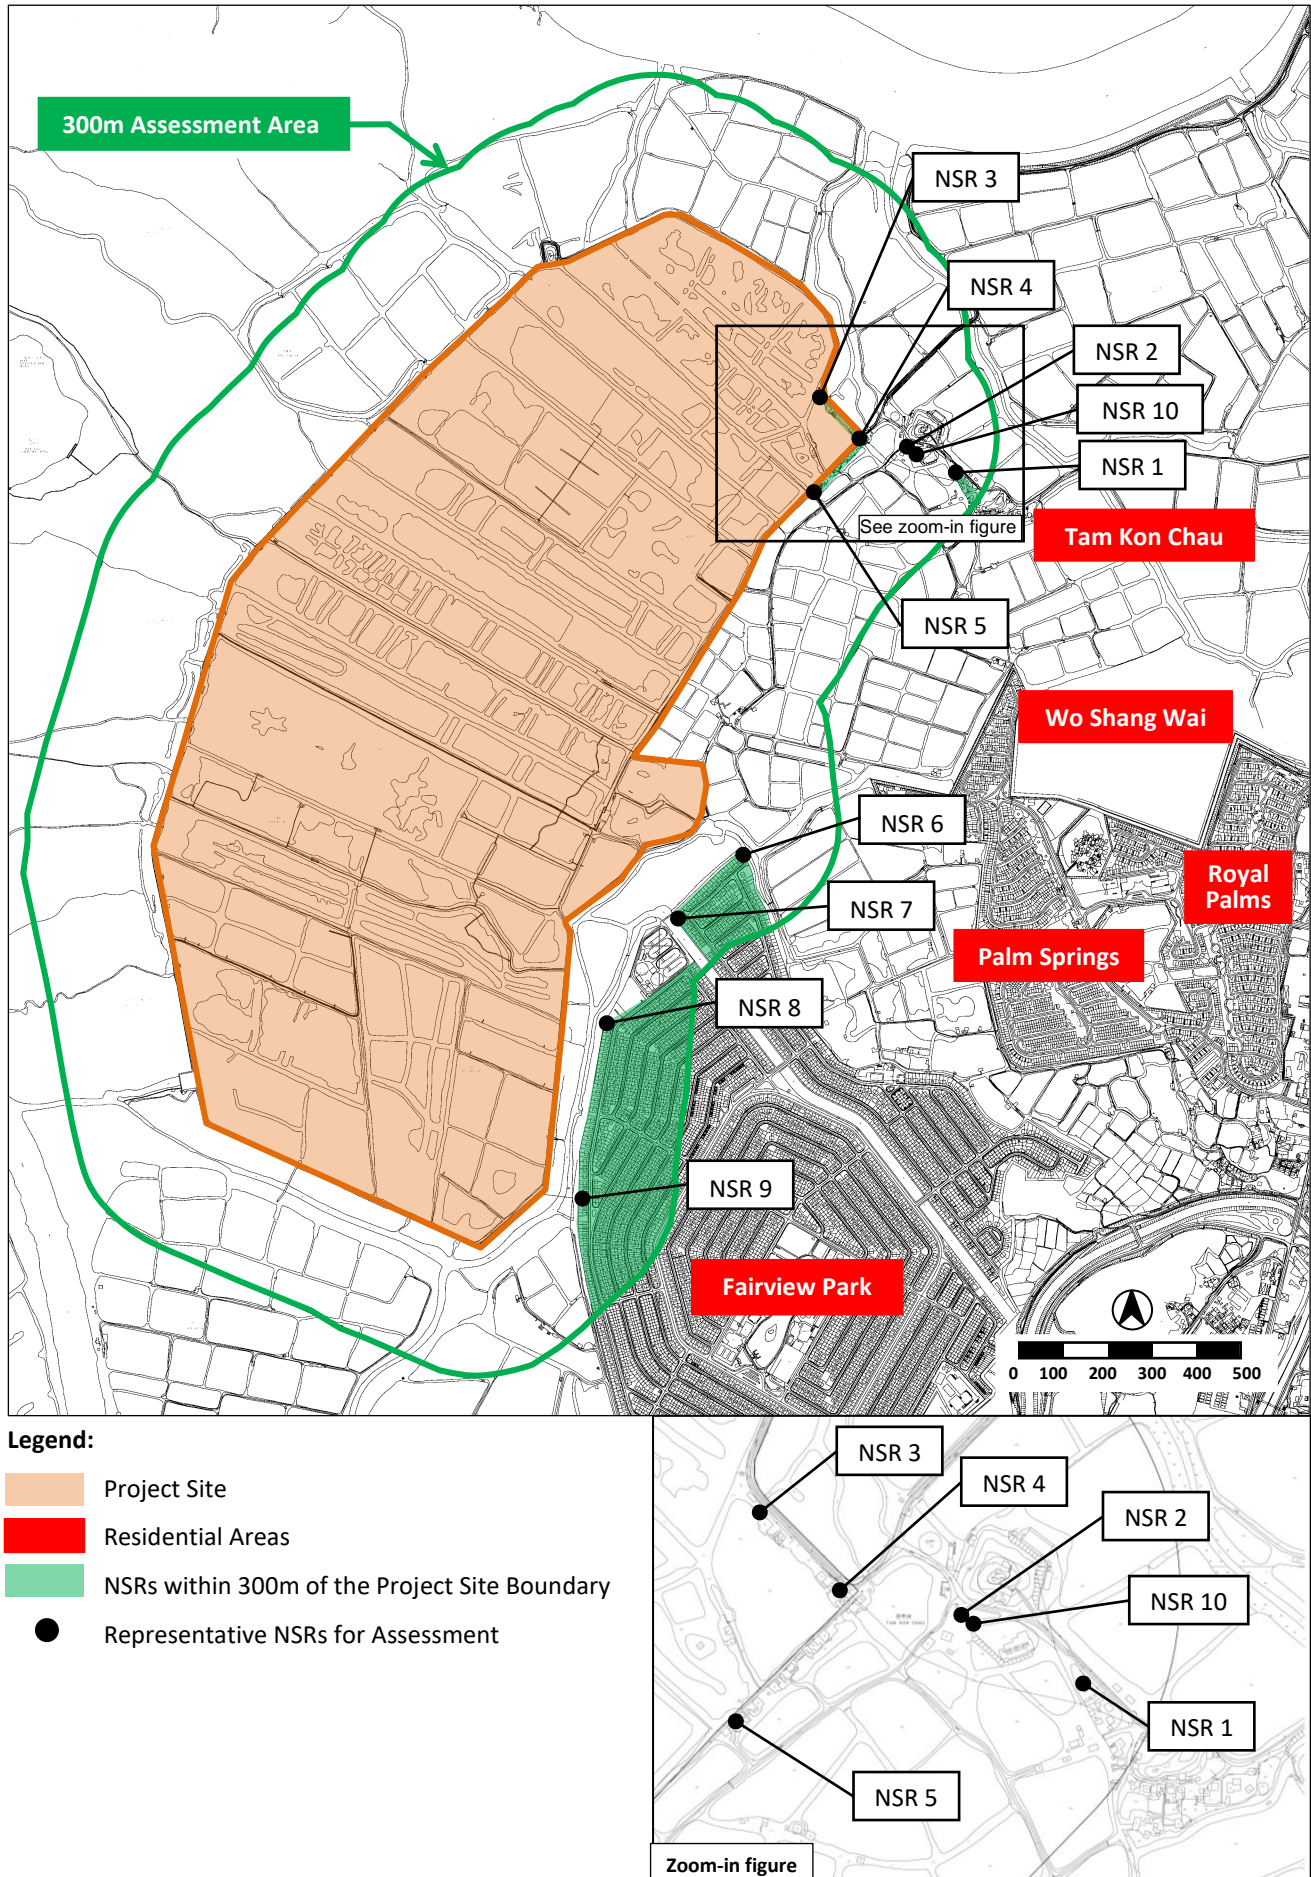 300m Assessment Area
NSR 3
NSR 4
NSR 2
NSR 10
NSR 1
See zoom-in figure
Tam Kon Chau
NSR 5
Wo Shang Wai
NSR 6
Royal
Palms
NSR 7
Palm Springs
NSR 8
NSR 9
Fairview Park
0 100 200 300 400 500
Legend:
Project Site
Residential Areas
NSRs within 300m of the Project Site Boundary
Representative NSRs for Assessment
NSR 3
NSR 4
NSR 2
NSR 10
TAM KON CHAU
NSR 1
NSR 5
Zoom-in figure